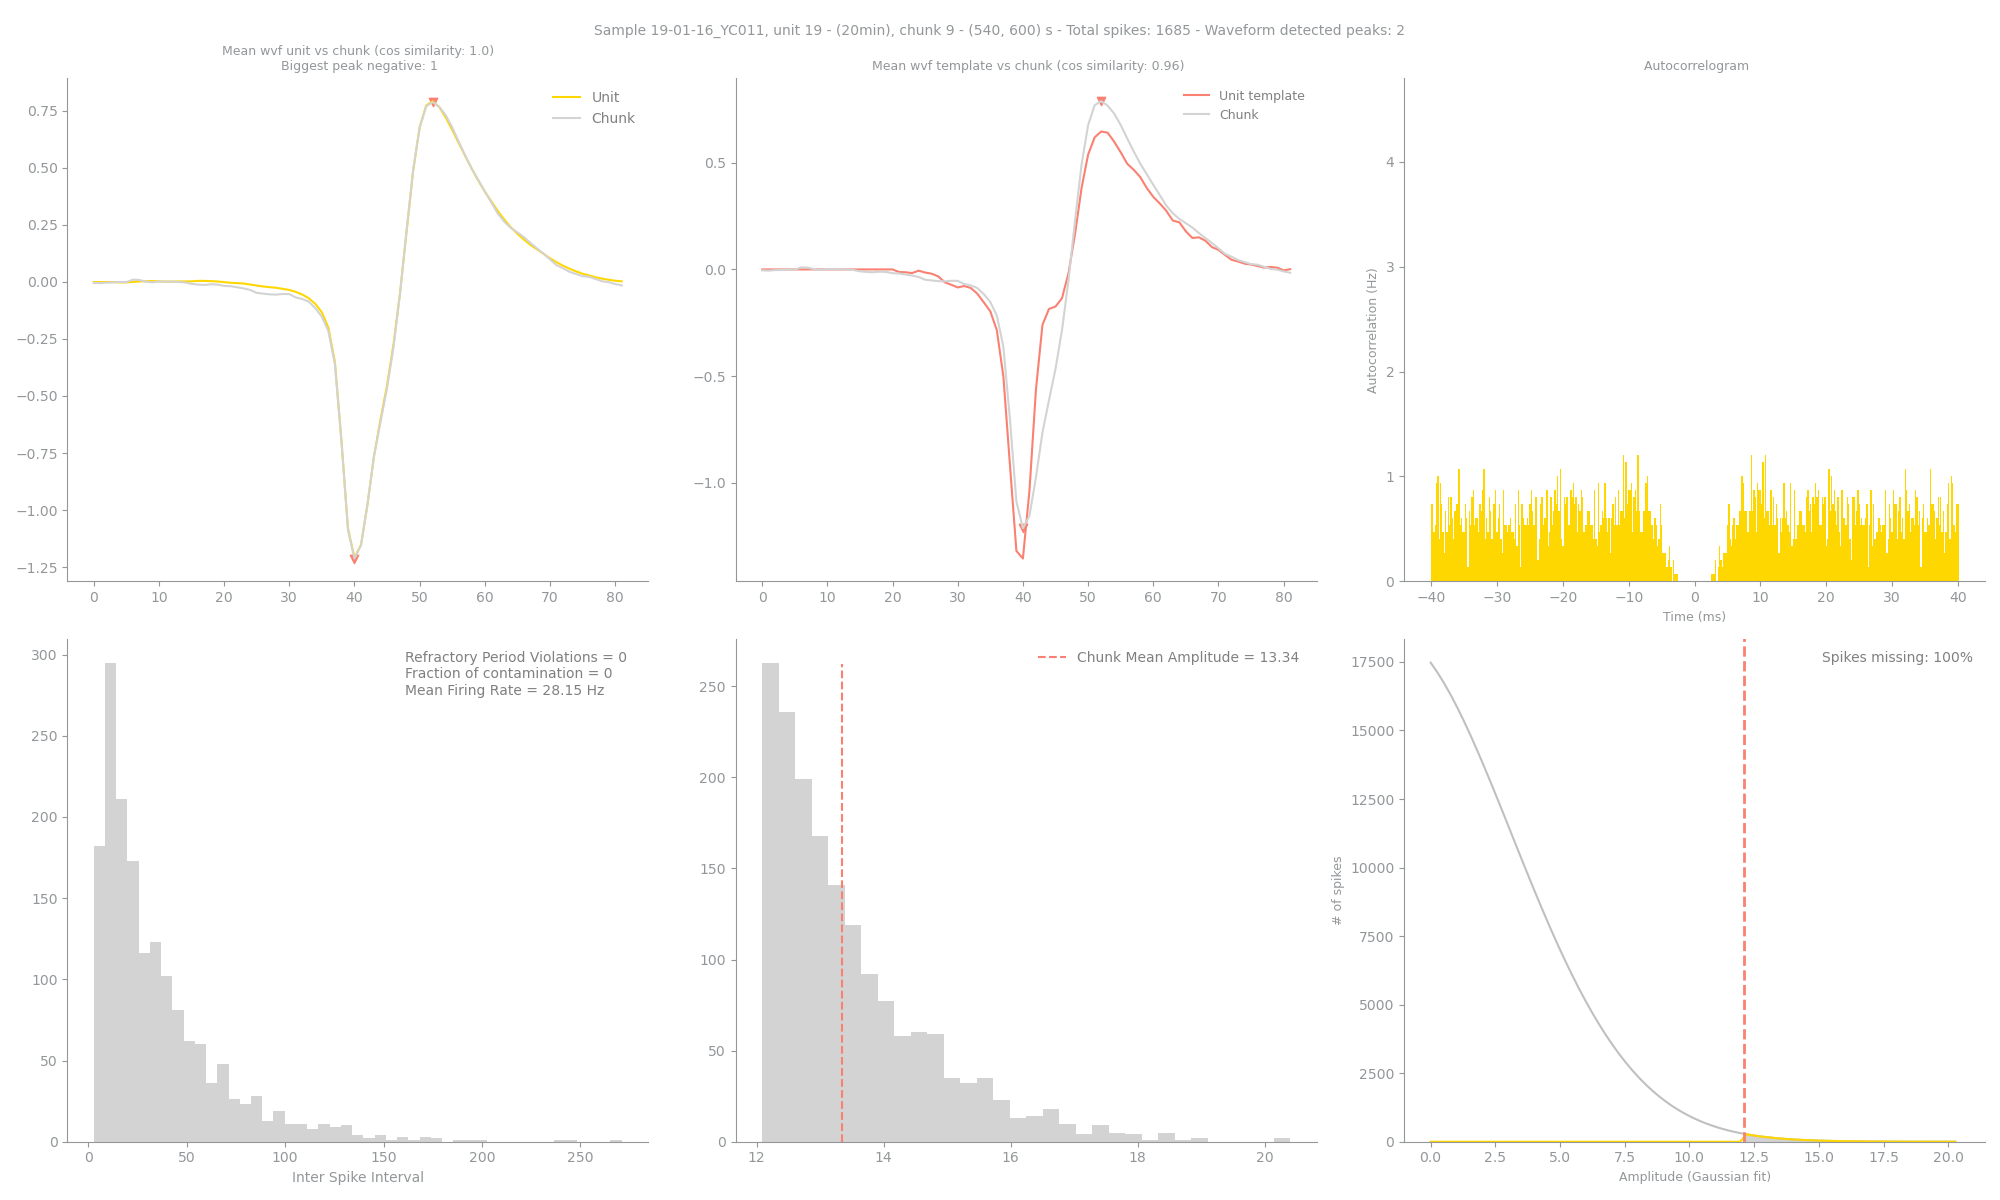 Sample 19-01-16_YC011, unit 19 - (20min), chunk 9 - (540, 600) s - Total spikes: 1685 - Waveform detected peaks: 2
Mean wvf unit vs chunk (cos similarity: 1.0)
Biggest peak negative: 1
Unit
Chunk
0.75
0.50
0.25
0.00
−0.25
−0.50
−0.75
−1.00
−1.25
0 10 20 30 40 50 60 70 80
Mean wvf template vs chunk (cos similarity: 0.96)
Unit template
Chunk
0.5
0.0
−0.5
−1.0
0 10 20 30 40 50 60 70 80
Autocorrelogram
Autocorrelation (Hz)
4
3
2
1
0
−40 −30 −20 −10 0 10 20 30 40
Time (ms)
Refractory Period Violations = 0
Fraction of contamination = 0
Mean Firing Rate = 28.15 Hz
300
250
200
150
100
50
0
0 50 100 150 200 250
Inter Spike Interval
Chunk Mean Amplitude = 13.34
250
200
150
100
50
0
12 14 16 18 20
Spikes missing: 100%
# of spikes
17500
15000
12500
10000
7500
5000
2500
0
0.0 2.5 5.0 7.5 10.0 12.5 15.0 17.5 20.0
Amplitude (Gaussian fit)